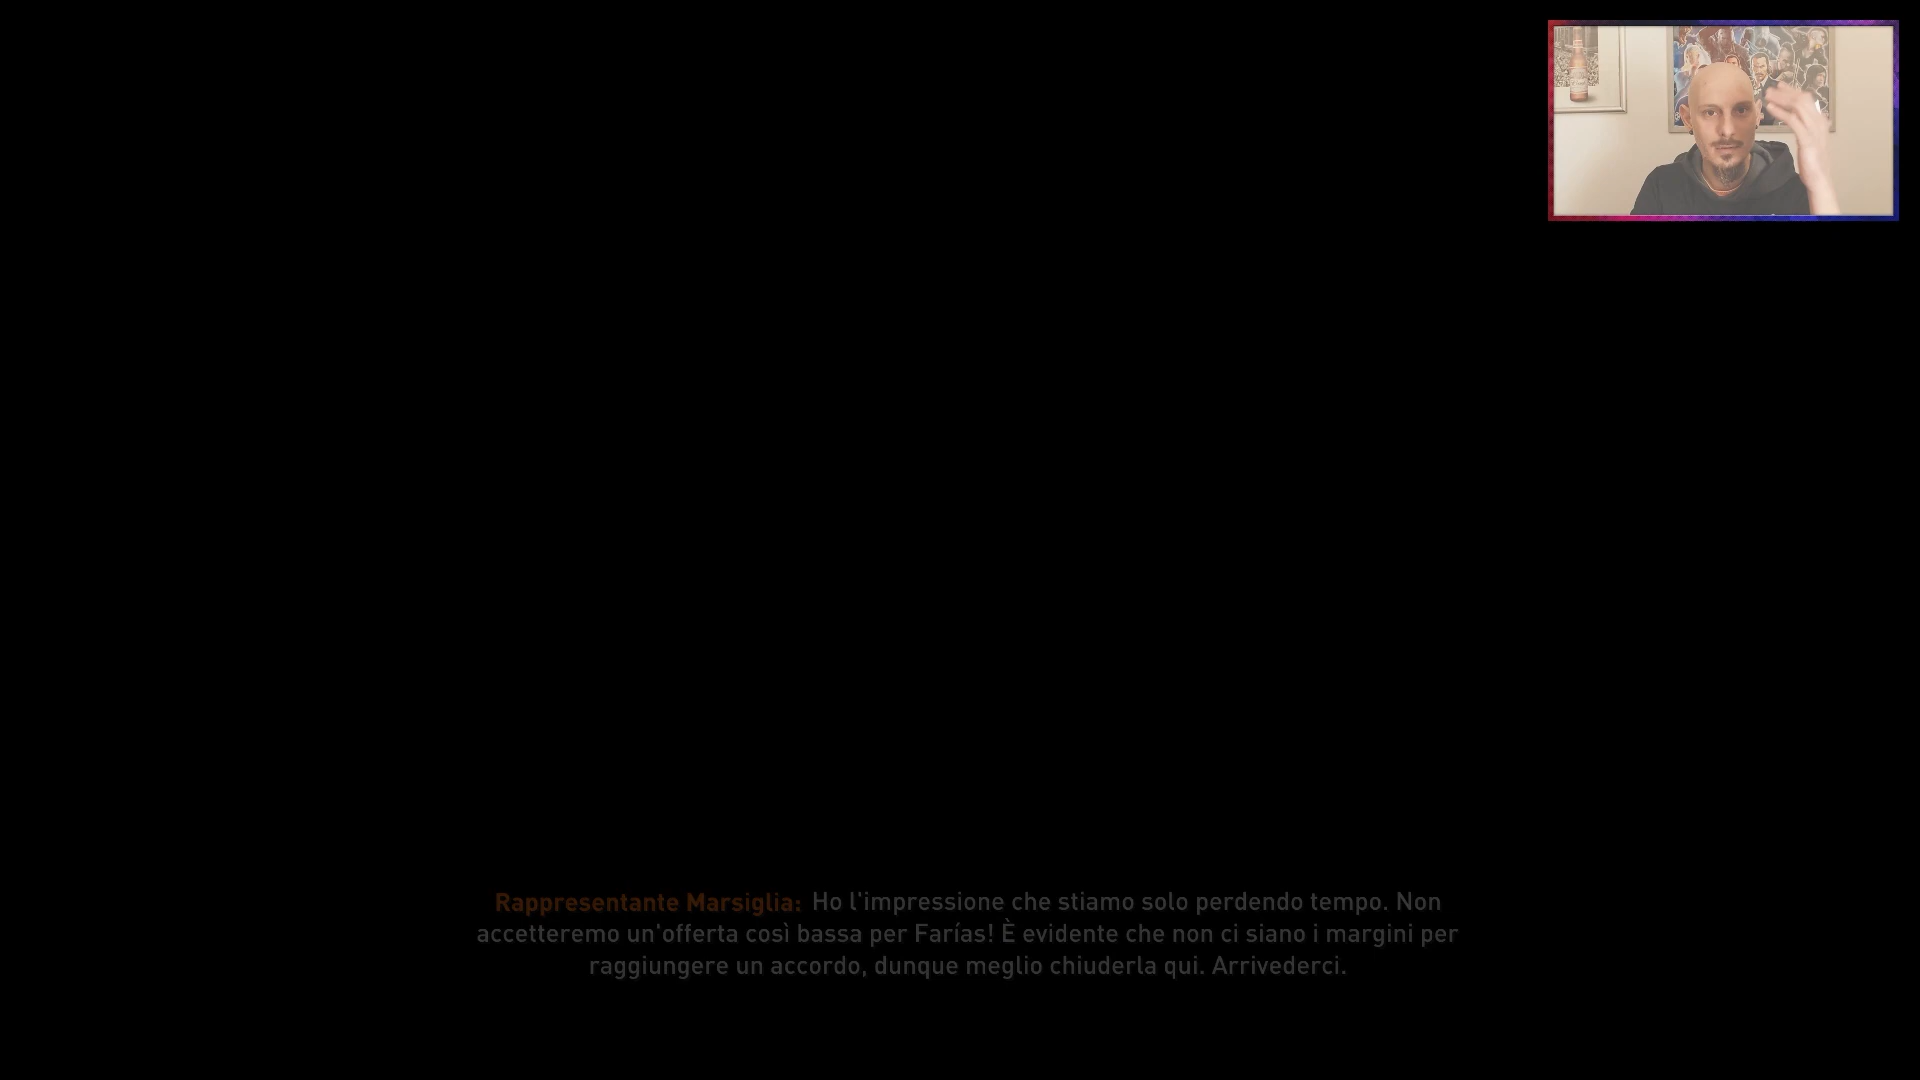 Rappresentante Marsiglia: Ho l'impressione che stiamo solo perdendo tempo. Non
accetteremo un'offerta così bassa per Farías! È evidente che non ci siano i margini per
raggiungere un accordo, dunque meglio chiuderla qui. Arrivederci.